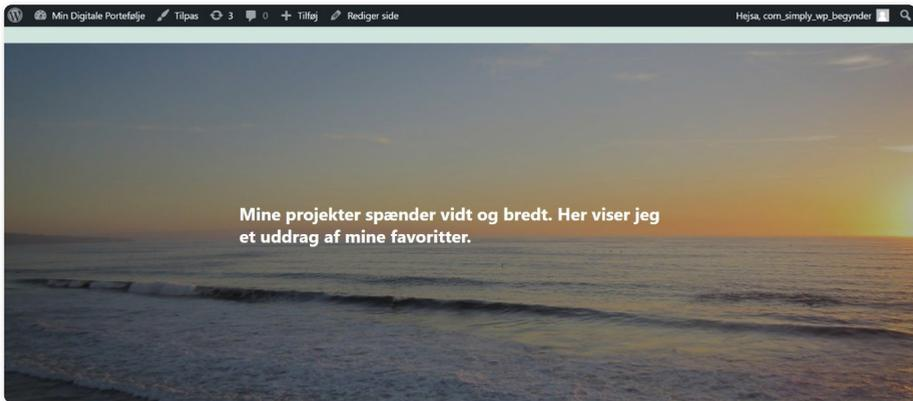 Min Digitale Portefølje Tilpas 3 0 Tilføj Rediger side Hejsa, com_simply_wp_begynder
Mine projekter spænder vidt og bredt. Her viser jeg
et uddrag af mine favoritter.